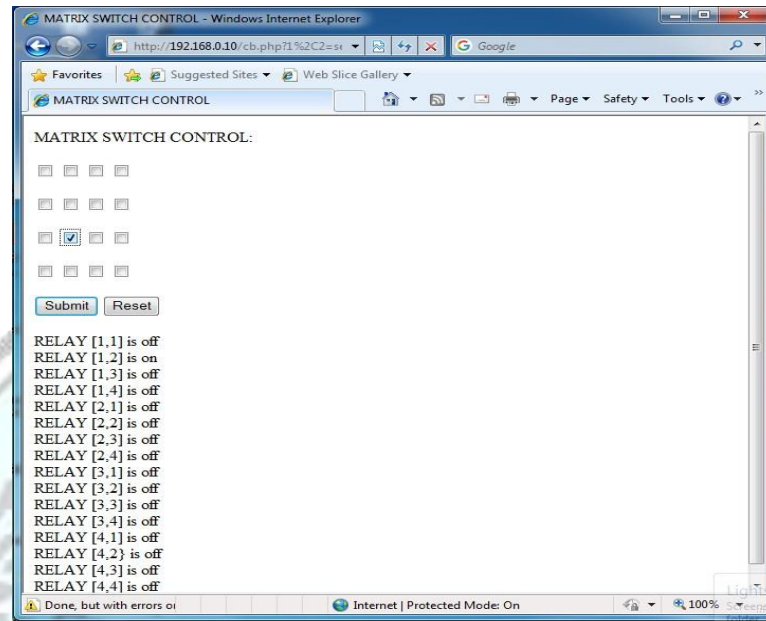 MATRIX SWITCH CONTROL - Windows Internet Explorer
http://192.168.0.10/cb.php?1%2C2=se
Google
Favorites Suggested Sites Web Slice Gallery
MATRIX SWITCH CONTROL Page Safety Tools
MATRIX SWITCH CONTROL:
Submit Reset
RELAY [1,1] is off
RELAY [1,2] is on
RELAY [1,3] is off
RELAY [1,4] is off
RELAY [2,1] is off
RELAY [2,2] is off
RELAY [2,3] is off
RELAY [2,4] is off
RELAY [3,1] is off
RELAY [3,2] is off
RELAY [3,3] is off
RELAY [3,4] is off
RELAY [4,1] is off
RELAY [4,2} is off
RELAY [4,3] is off
RELAY [4,4] is off
Done, but with errors o Internet | Protected Mode: On 100%